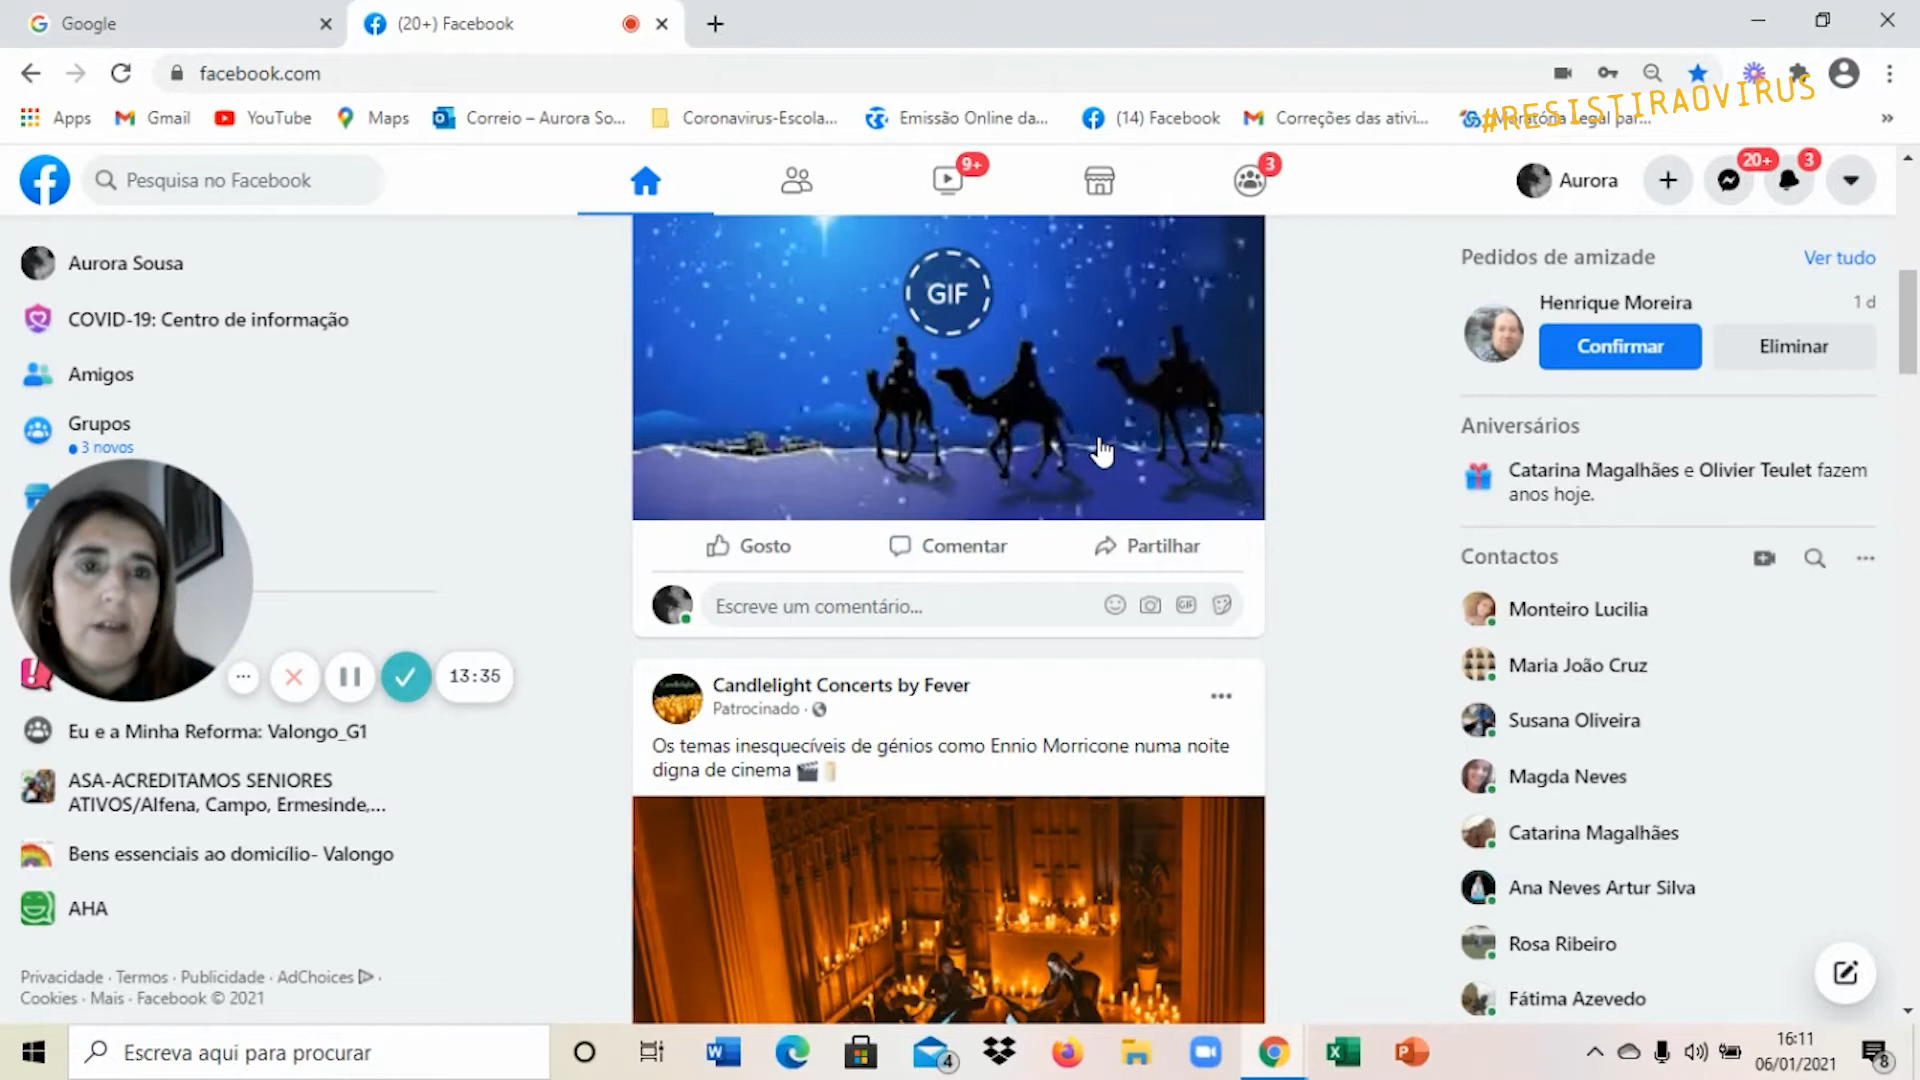 Google
(20+) Facebook
facebook.com
#RESISTIRAOVIRUS
Apps
Gmail
YouTube
Maps
Correio – Aurora So...
Coronavirus-Escola...
Emissão Online da...
(14) Facebook
Correções das ativi...
Moratória Legal par...
Pesquisa no Facebook
9+
3
Aurora
20+
3
Aurora Sousa
COVID-19: Centro de informação
Amigos
Grupos
3 novos
13:35
Eu e a Minha Reforma: Valongo_G1
ASA-ACREDITAMOS SENIORES
ATIVOS/Alfena, Campo, Ermesinde,...
Bens essenciais ao domicílio- Valongo
AHA
Privacidade · Termos · Publicidade · AdChoices ·
Cookies · Mais · Facebook © 2021
GIF
Gosto
Comentar
Partilhar
Escreve um comentário...
GIF
Candlelight Concerts by Fever
Patrocinado ·
Os temas inesquecíveis de génios como Ennio Morricone numa noite
digna de cinema
Pedidos de amizade
Ver tudo
Henrique Moreira
1 d
Confirmar
Eliminar
Aniversários
Catarina Magalhães e Olivier Teulet fazem
anos hoje.
Contactos
Monteiro Lucilia
Maria João Cruz
Susana Oliveira
Magda Neves
Catarina Magalhães
Ana Neves Artur Silva
Rosa Ribeiro
Fátima Azevedo
Escreva aqui para procurar
4
16:11
06/01/2021
8